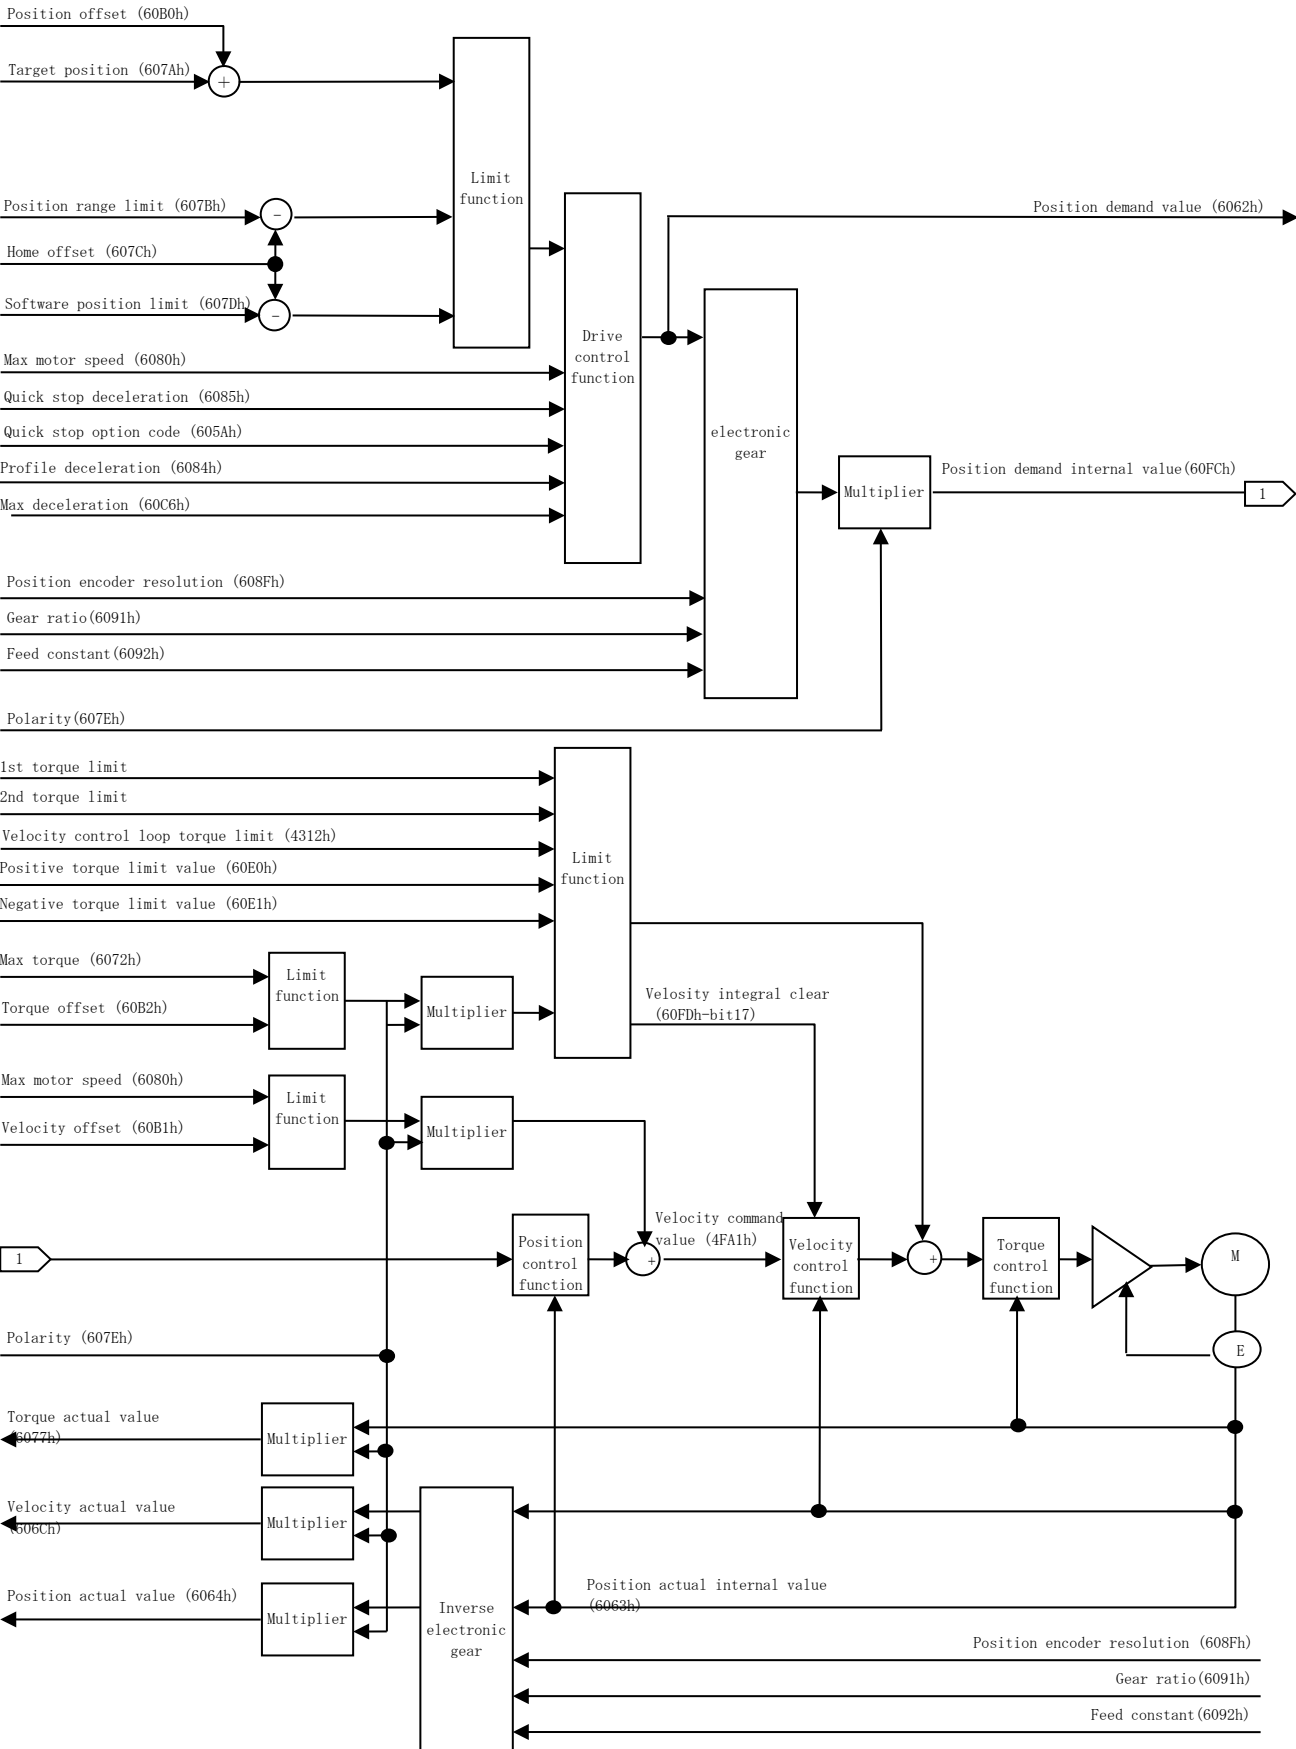 Position offset (60B0h)
Target position (607Ah)
+
Limit
function
Position range limit (607Bh)
-
Home offset (607Ch)
Software position limit (607Dh)
-
Position demand value (6062h)
Drive
control
function
Max motor speed (6080h)
Quick stop deceleration (6085h)
Quick stop option code (605Ah)
Profile deceleration (6084h)
Max deceleration (60C6h)
electronic
gear
Multiplier
Position demand internal value(60FCh)
1
Position encoder resolution (608Fh)
Gear ratio(6091h)
Feed constant(6092h)
Polarity(607Eh)
1st torque limit
2nd torque limit
Velocity control loop torque limit (4312h)
Positive torque limit value (60E0h)
Negative torque limit value (60E1h)
Limit
function
Max torque (6072h)
Torque offset (60B2h)
Limit
function
Multiplier
Velosity integral clear
(60FDh-bit17)
Max motor speed (6080h)
Velocity offset (60B1h)
Limit
function
Multiplier
1
Position
control
function
+
Velocity command
value (4FA1h)
Velocity
control
function
+
Torque
control
function
M
E
Polarity (607Eh)
Torque actual value
(6077h)
Multiplier
Velocity actual value
(606Ch)
Multiplier
Position actual value (6064h)
Multiplier
Inverse
electronic
gear
Position actual internal value
(6063h)
Position encoder resolution (608Fh)
Gear ratio(6091h)
Feed constant(6092h)